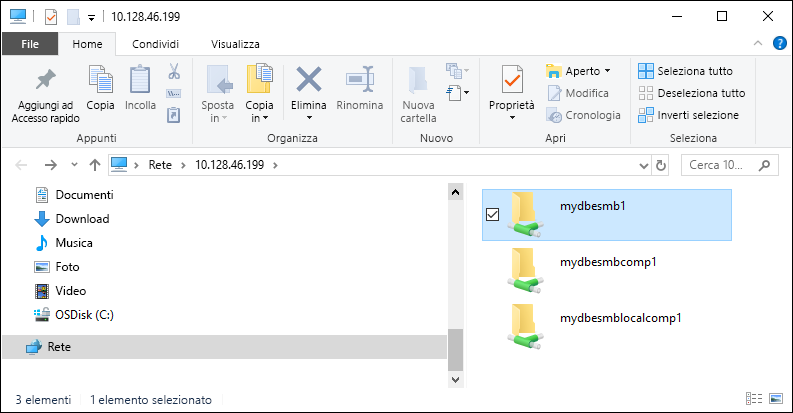 10.128.46.199
File Home Condividi Visualizza
Aggiungi ad
Accesso rapido
Copia
Incolla
Appunti
Sposta
in
Copia
in
Elimina
Rinomina
Organizza
Nuova
cartella
Nuovo
Proprietà
Aperto
Modifica
Cronologia
Apri
Seleziona tutto
Deseleziona tutto
Inverti selezione
Seleziona
Rete 10.128.46.199
Cerca 10...
Documenti
Download
Musica
Foto
Video
OSDisk (C:)
Rete
mydbesmb1
mydbesmbcomp1
mydbesmblocalcomp1
3 elementi 1 elemento selezionato